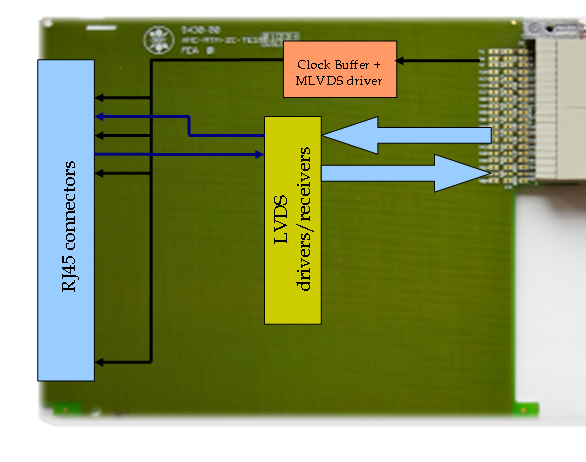 Clock Buffer +
MLVDS driver
RJ45 connectors
LVDS
drivers/receivers